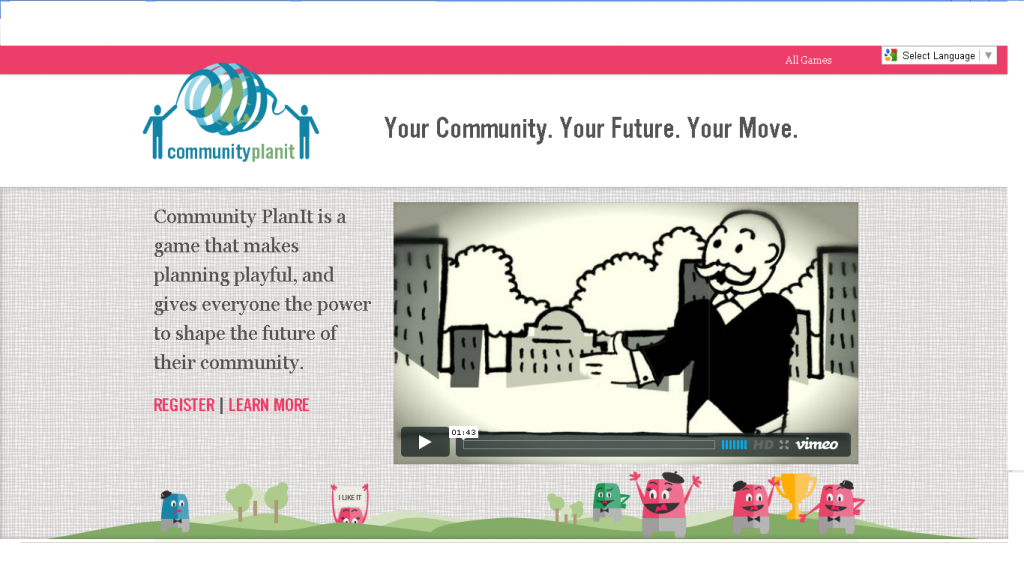 All Games
Select Language ▼
communityplanit
Your Community. Your Future. Your Move.
Community PlanIt is a
game that makes
planning playful, and
gives everyone the power
to shape the future of
their community.
REGISTER | LEARN MORE
01:43
HD vimeo
I LIKE IT